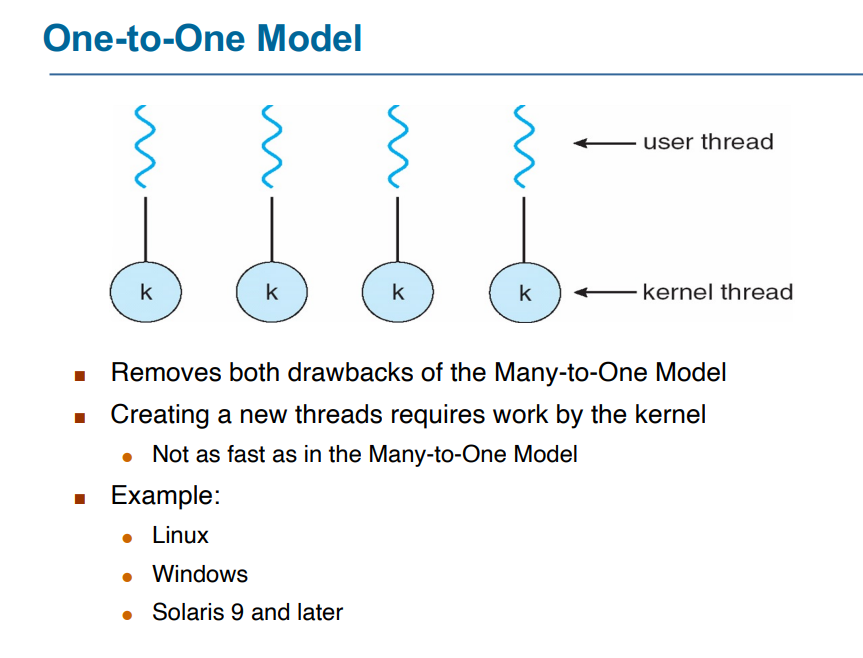 One-to-One Model
user thread
k k k k
kernel thread
Removes both drawbacks of the Many-to-One Model
Creating a new threads requires work by the kernel
Not as fast as in the Many-to-One Model
Example:
Linux
Windows
Solaris 9 and later